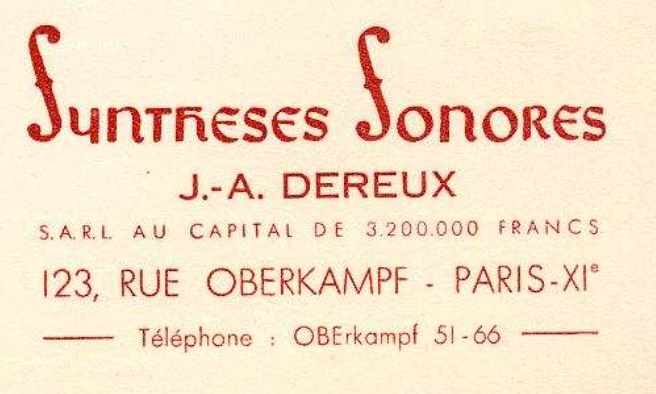 Synthèses Sonores
J.-A. DEREUX
S.A.R.L. AU CAPITAL DE 3.200.000 FRANCS
123, RUE OBERKAMPF - PARIS-XIe
Téléphone : OBErkampf 51-66